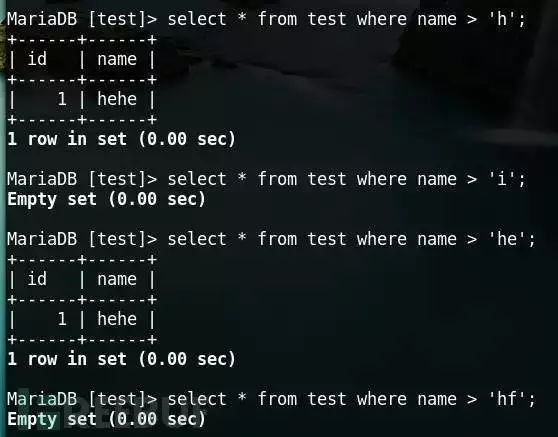 MariaDB [test]> select * from test where name > 'h';
+------+------+
| id   | name |
+------+------+
|    1 | hehe |
+------+------+
1 row in set (0.00 sec)
MariaDB [test]> select * from test where name > 'i';
Empty set (0.00 sec)
MariaDB [test]> select * from test where name > 'he';
+------+------+
| id   | name |
+------+------+
|    1 | hehe |
+------+------+
1 row in set (0.00 sec)
MariaDB [test]> select * from test where name > 'hf';
Empty set (0.00 sec)